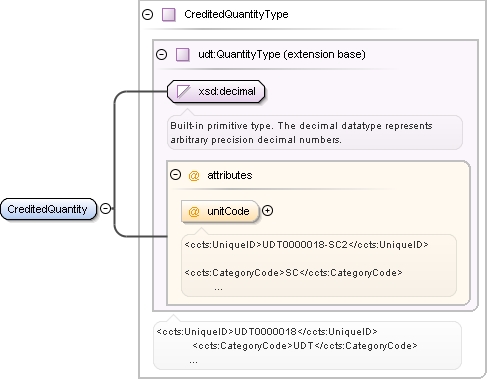 CreditedQuantityType
udt:QuantityType (extension base)
xsd:decimal
Built-in primitive type. The decimal datatype represents
arbitrary precision decimal numbers.
@ attributes
CreditedQuantity
@ unitCode
<ccts:UniqueID>UDT0000018-SC2</ccts:UniqueID>
<ccts:CategoryCode>SC</ccts:CategoryCode>
...
<ccts:UniqueID>UDT0000018</ccts:UniqueID>
<ccts:CategoryCode>UDT</ccts:CategoryCode>
...